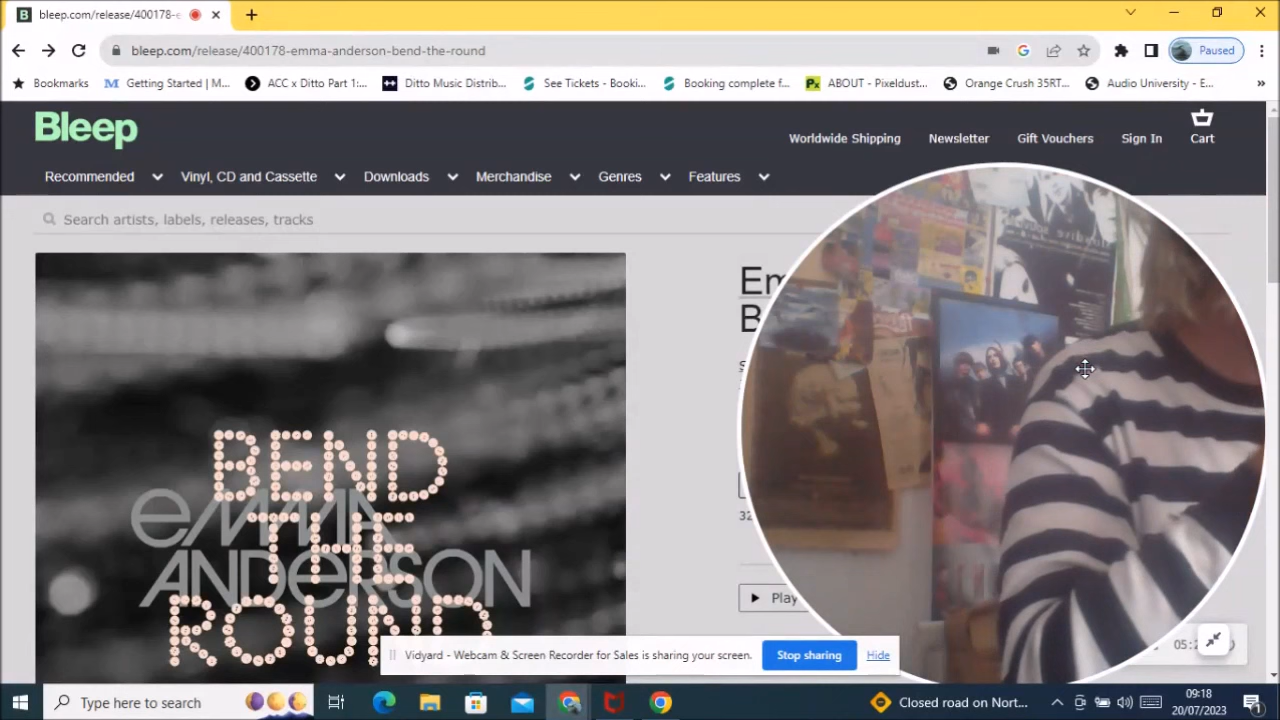 bleep.com/release/400178-e
bleep.com/release/400178-emma-anderson-bend-the-round
Paused
Bookmarks
Getting Started | M...
ACC x Ditto Part 1:...
Ditto Music Distrib...
See Tickets - Booki...
Booking complete f...
ABOUT - Pixeldust...
Orange Crush 35RT...
Audio University - E...
Bleep
Worldwide Shipping
Newsletter
Gift Vouchers
Sign In
Cart
Recommended
Vinyl, CD and Cassette
Downloads
Merchandise
Genres
Features
Search artists, labels, releases, tracks
BEND
THE
ROUND
emma
ANDERSON
Play
Vidyard - Webcam & Screen Recorder for Sales is sharing your screen.
Stop sharing
Hide
Type here to search
Closed road on Nort...
09:18
20/07/2023
1